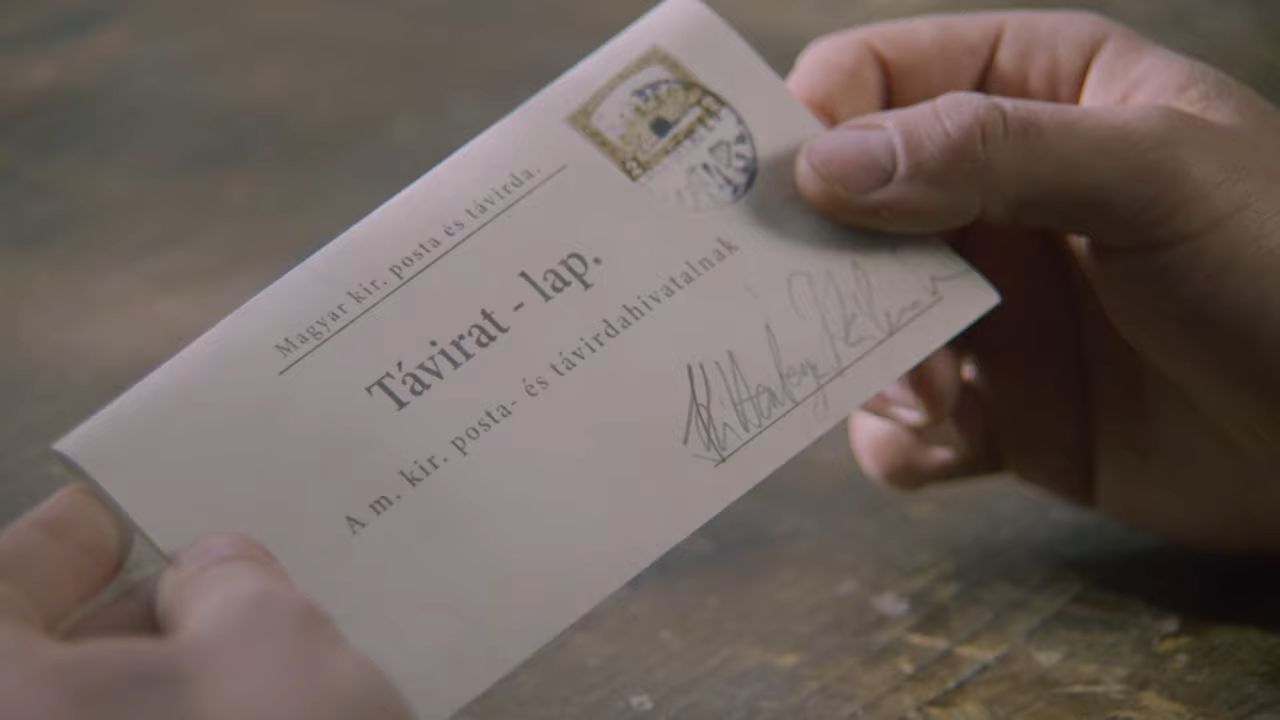 Magyar kir. posta és távirda.
Távirat - lap.
A m. kir. posta- és távirdahivatalnak